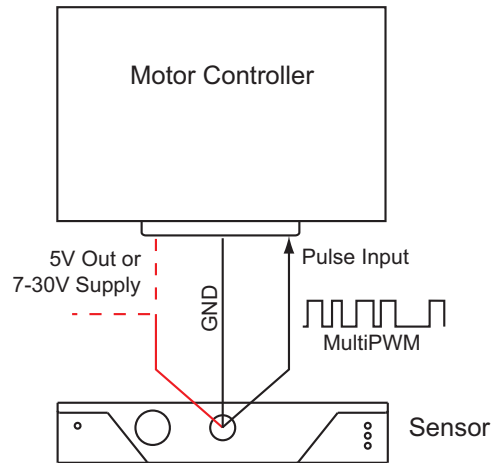 Motor Controller
5V Out or
7-30V Supply
GND
Pulse Input
MultiPWM
Sensor